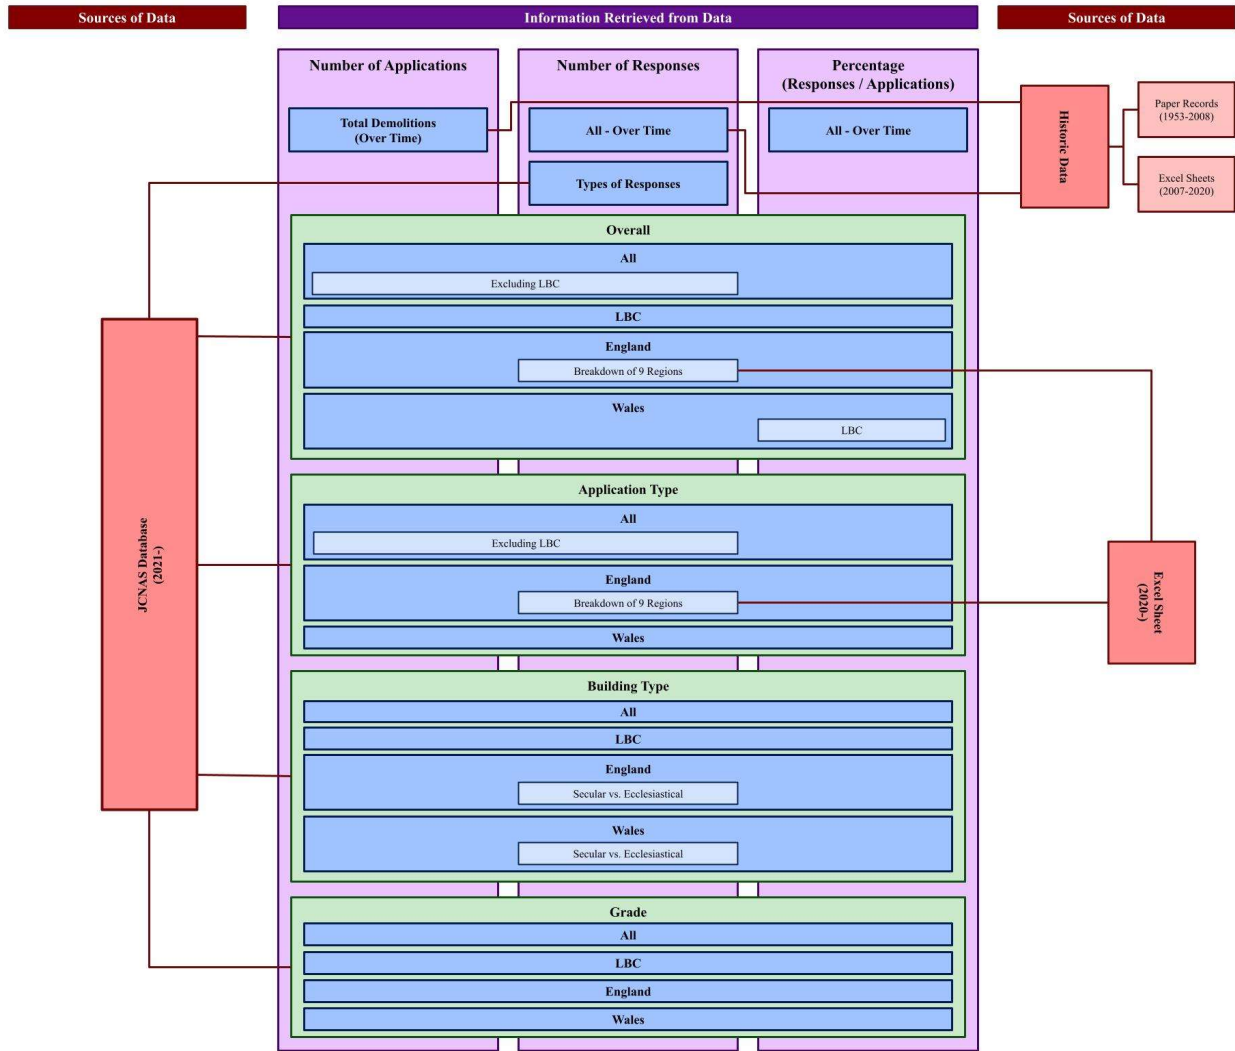 Sources of Data
Information Retrieved from Data
Sources of Data
Number of Applications
Number of Responses
Percentage
(Responses / Applications)
Total Demolitions
(Over Time)
All - Over Time
All - Over Time
Types of Responses
Historic Data
Paper Records
(1953-2008)
Excel Sheets
(2007-2020)
Overall
All
Excluding LBC
LBC
England
Breakdown of 9 Regions
Wales
LBC
JCNAS Database
(2021-)
Application Type
All
Excluding LBC
England
Breakdown of 9 Regions
Wales
Excel Sheet
(2020-)
Building Type
All
LBC
England
Secular vs. Ecclesiastical
Wales
Secular vs. Ecclesiastical
Grade
All
LBC
England
Wales